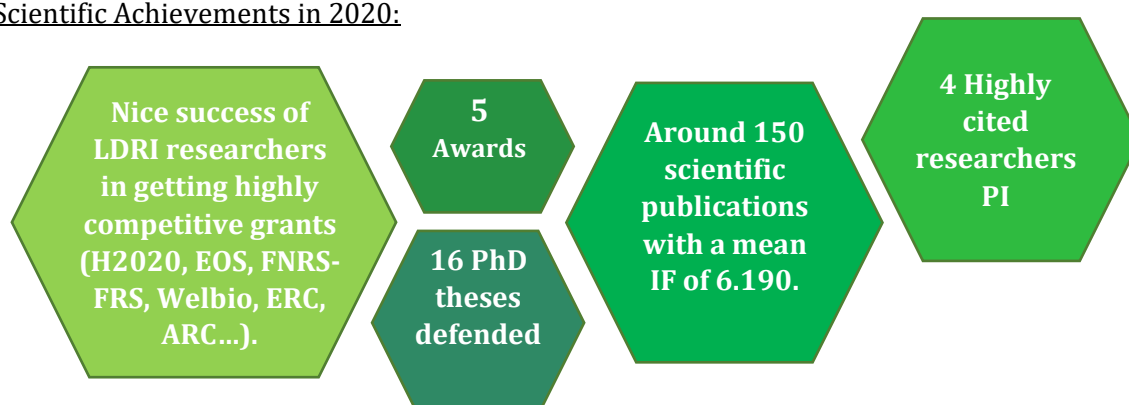 Scientific Achievements in 2020:
Nice success of
LDRI researchers
in getting highly
competitive grants
(H2020, EOS, FNRS-
FRS, Welbio, ERC,
ARC…).
5
Awards
16 PhD
theses
defended
Around 150
scientific
publications
with a mean
IF of 6.190.
4 Highly
cited
researchers
PI